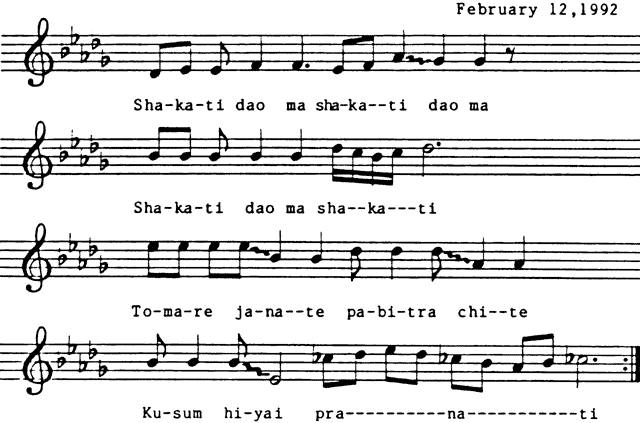 February 12,1992
Sha-ka-ti dao ma sha-ka--ti dao ma
Sha-ka-ti dao ma sha--ka---ti
To-ma-re ja-na--te pa-bi-tra chi--te
Ku-sum hi-yai pra----------na-----------ti